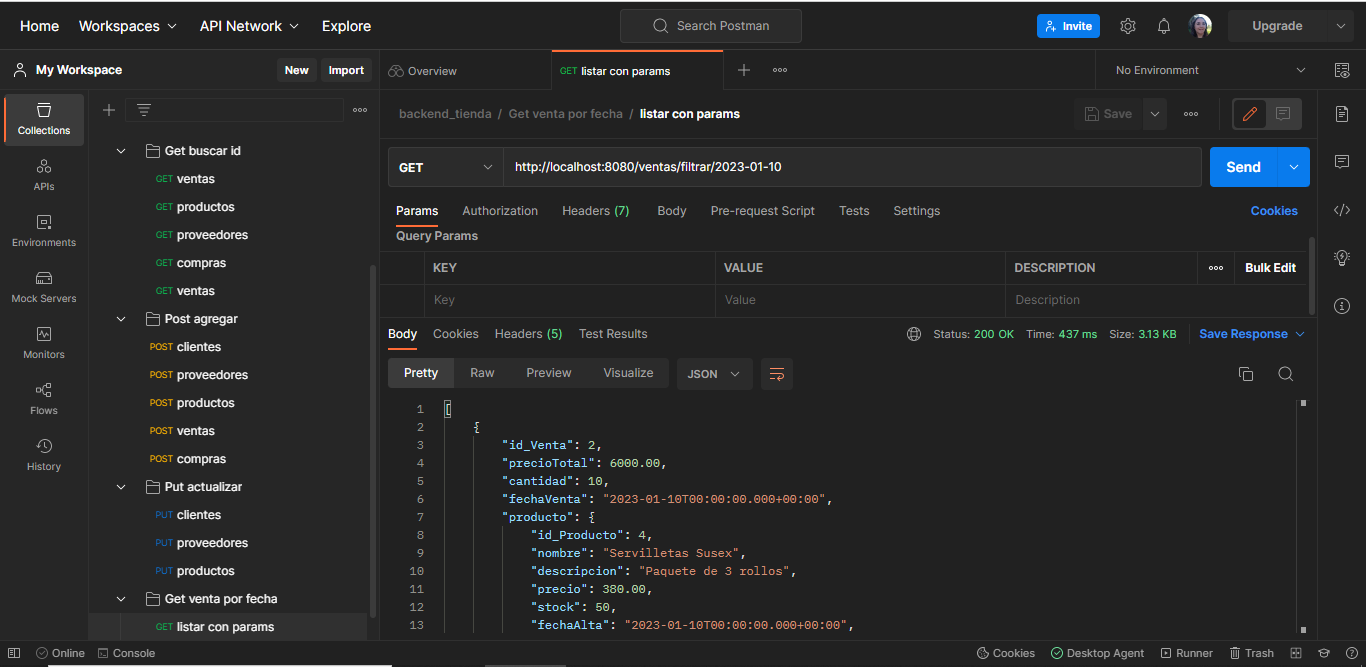 Home Workspaces API Network Explore Search Postman Invite Upgrade
My Workspace New Import Overview GET listar con params No Environment
Collections
APIs
Environments
Mock Servers
Monitors
Flows
History
Get buscar id
GET ventas
GET productos
GET proveedores
GET compras
GET ventas
Post agregar
POST clientes
POST proveedores
POST productos
POST ventas
POST compras
Put actualizar
PUT clientes
PUT proveedores
PUT productos
Get venta por fecha
GET listar con params
backend_tienda / Get venta por fecha / listar con params Save
GET http://localhost:8080/ventas/filtrar/2023-01-10 Send
Params Authorization Headers (7) Body Pre-request Script Tests Settings Cookies
Query Params
KEY VALUE DESCRIPTION Bulk Edit
Key Value Description
Body Cookies Headers (5) Test Results Status: 200 OK Time: 437 ms Size: 3.13 KB Save Response
Pretty Raw Preview Visualize JSON
1 [
2 {
3 "id_Venta": 2,
4 "precioTotal": 6000.00,
5 "cantidad": 10,
6 "fechaVenta": "2023-01-10T00:00:00.000+00:00",
7 "producto": {
8 "id_Producto": 4,
9 "nombre": "Servilletas Susex",
10 "descripcion": "Paquete de 3 rollos",
11 "precio": 380.00,
12 "stock": 50,
13 "fechaAlta": "2023-01-10T00:00:00.000+00:00",
Online Console Cookies Desktop Agent Runner Trash